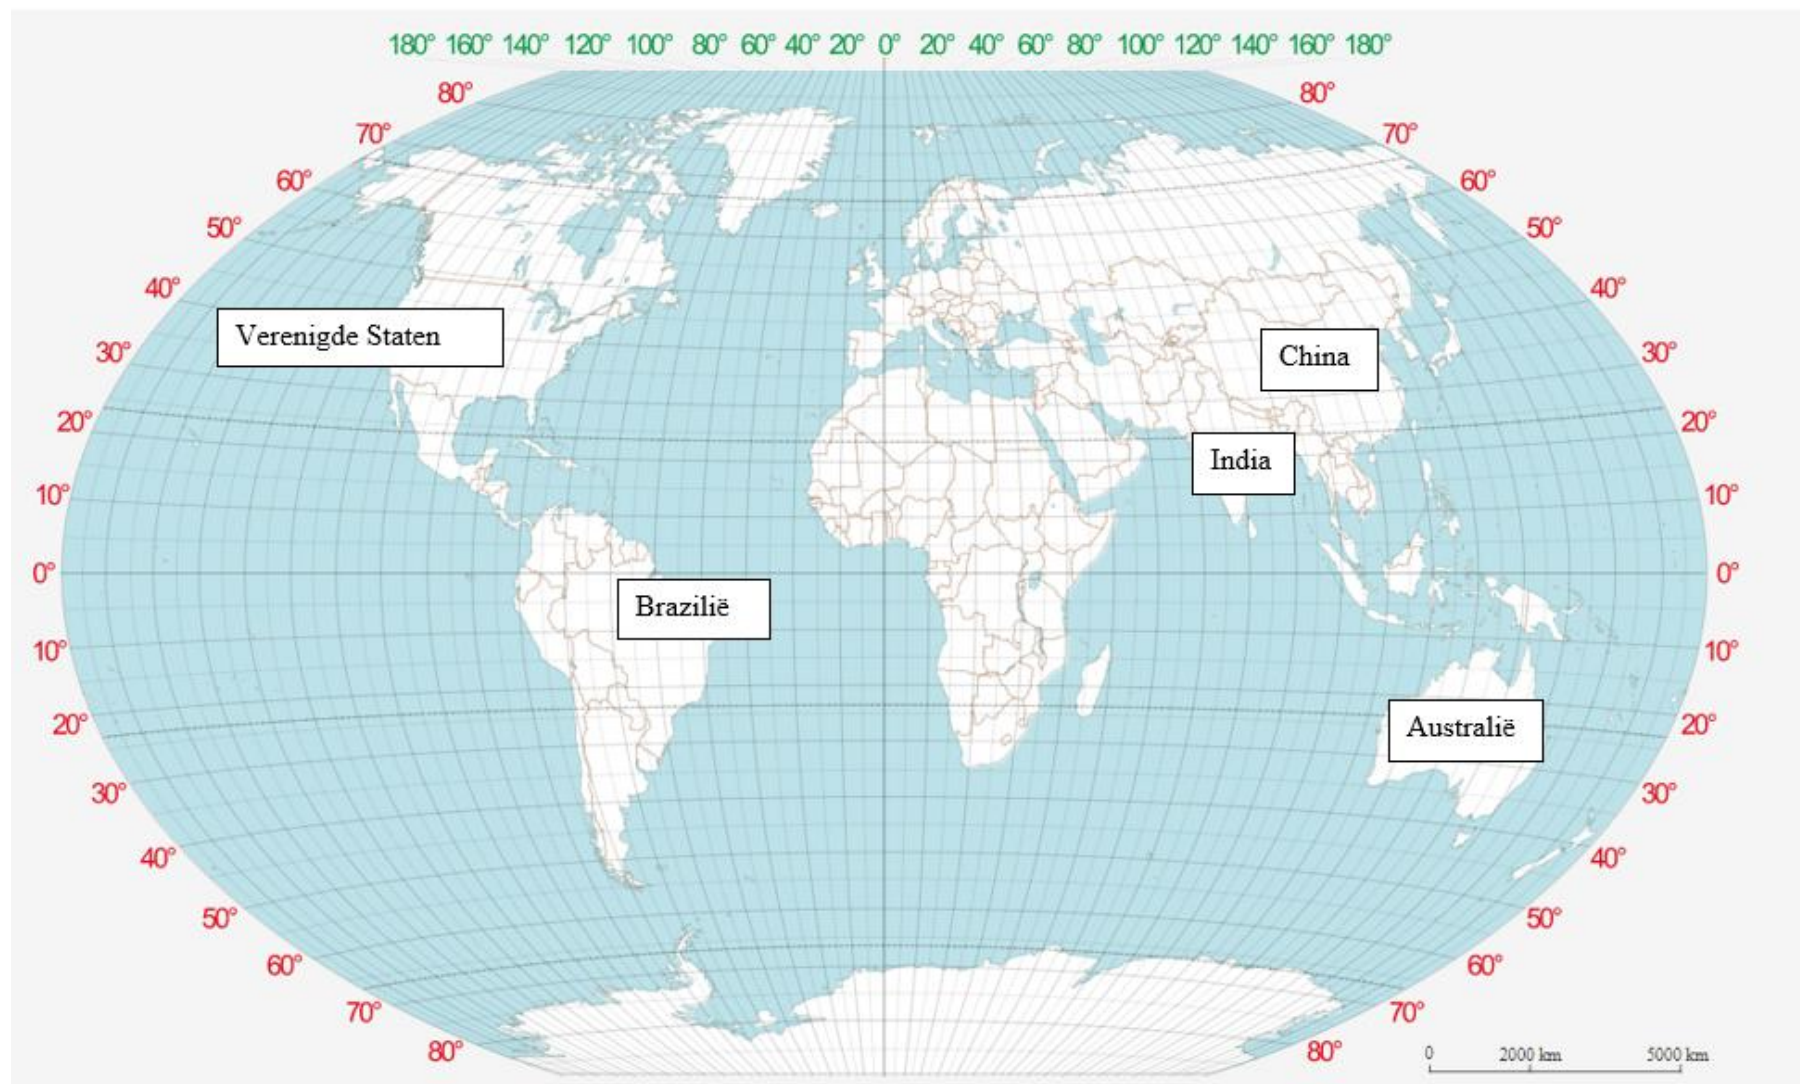 180° 160° 140° 120° 100° 80° 60° 40° 20° 0° 20° 40° 60° 80° 100° 120° 140° 160° 180°
80° 80°
70° 70°
60° 60°
50° 50°
40° 40°
Verenigde Staten
30° China 30°
20° 20°
India
10° 10°
0° 0°
Brazilië
10° 10°
20° Australië 20°
30° 30°
40° 40°
50° 50°
60° 60°
70° 70°
80° 80°
0 2000 km 5000 km